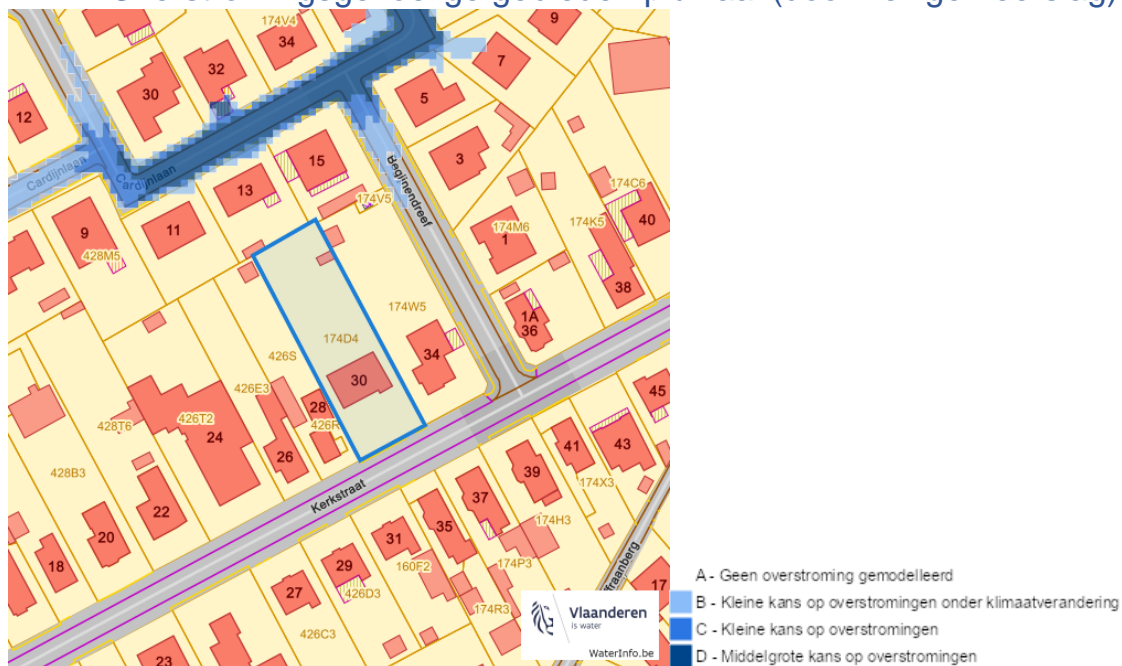 174V4
34
9
7
32
30
5
12
Cardijnlaan
Cardijnlaan
Begijnendreef
15
3
13
174V5
174C6
40
9
11
174M6
1
174K5
428M5
38
174W5
1A
36
174D4
426S
34
30
426E3
45
28
428T6
426T2
24
426R
43
41
26
39
428B3
Kerkstraat
174X3
22
37
20
35
174H3
31
18
29
160F2
174P3
17
27
426D3
174R3
426C3
23
Vlaanderen
is water
WaterInfo.be
A - Geen overstroming gemodelleerd
B - Kleine kans op overstromingen onder klimaatverandering
C - Kleine kans op overstromingen
D - Middelgrote kans op overstromingen